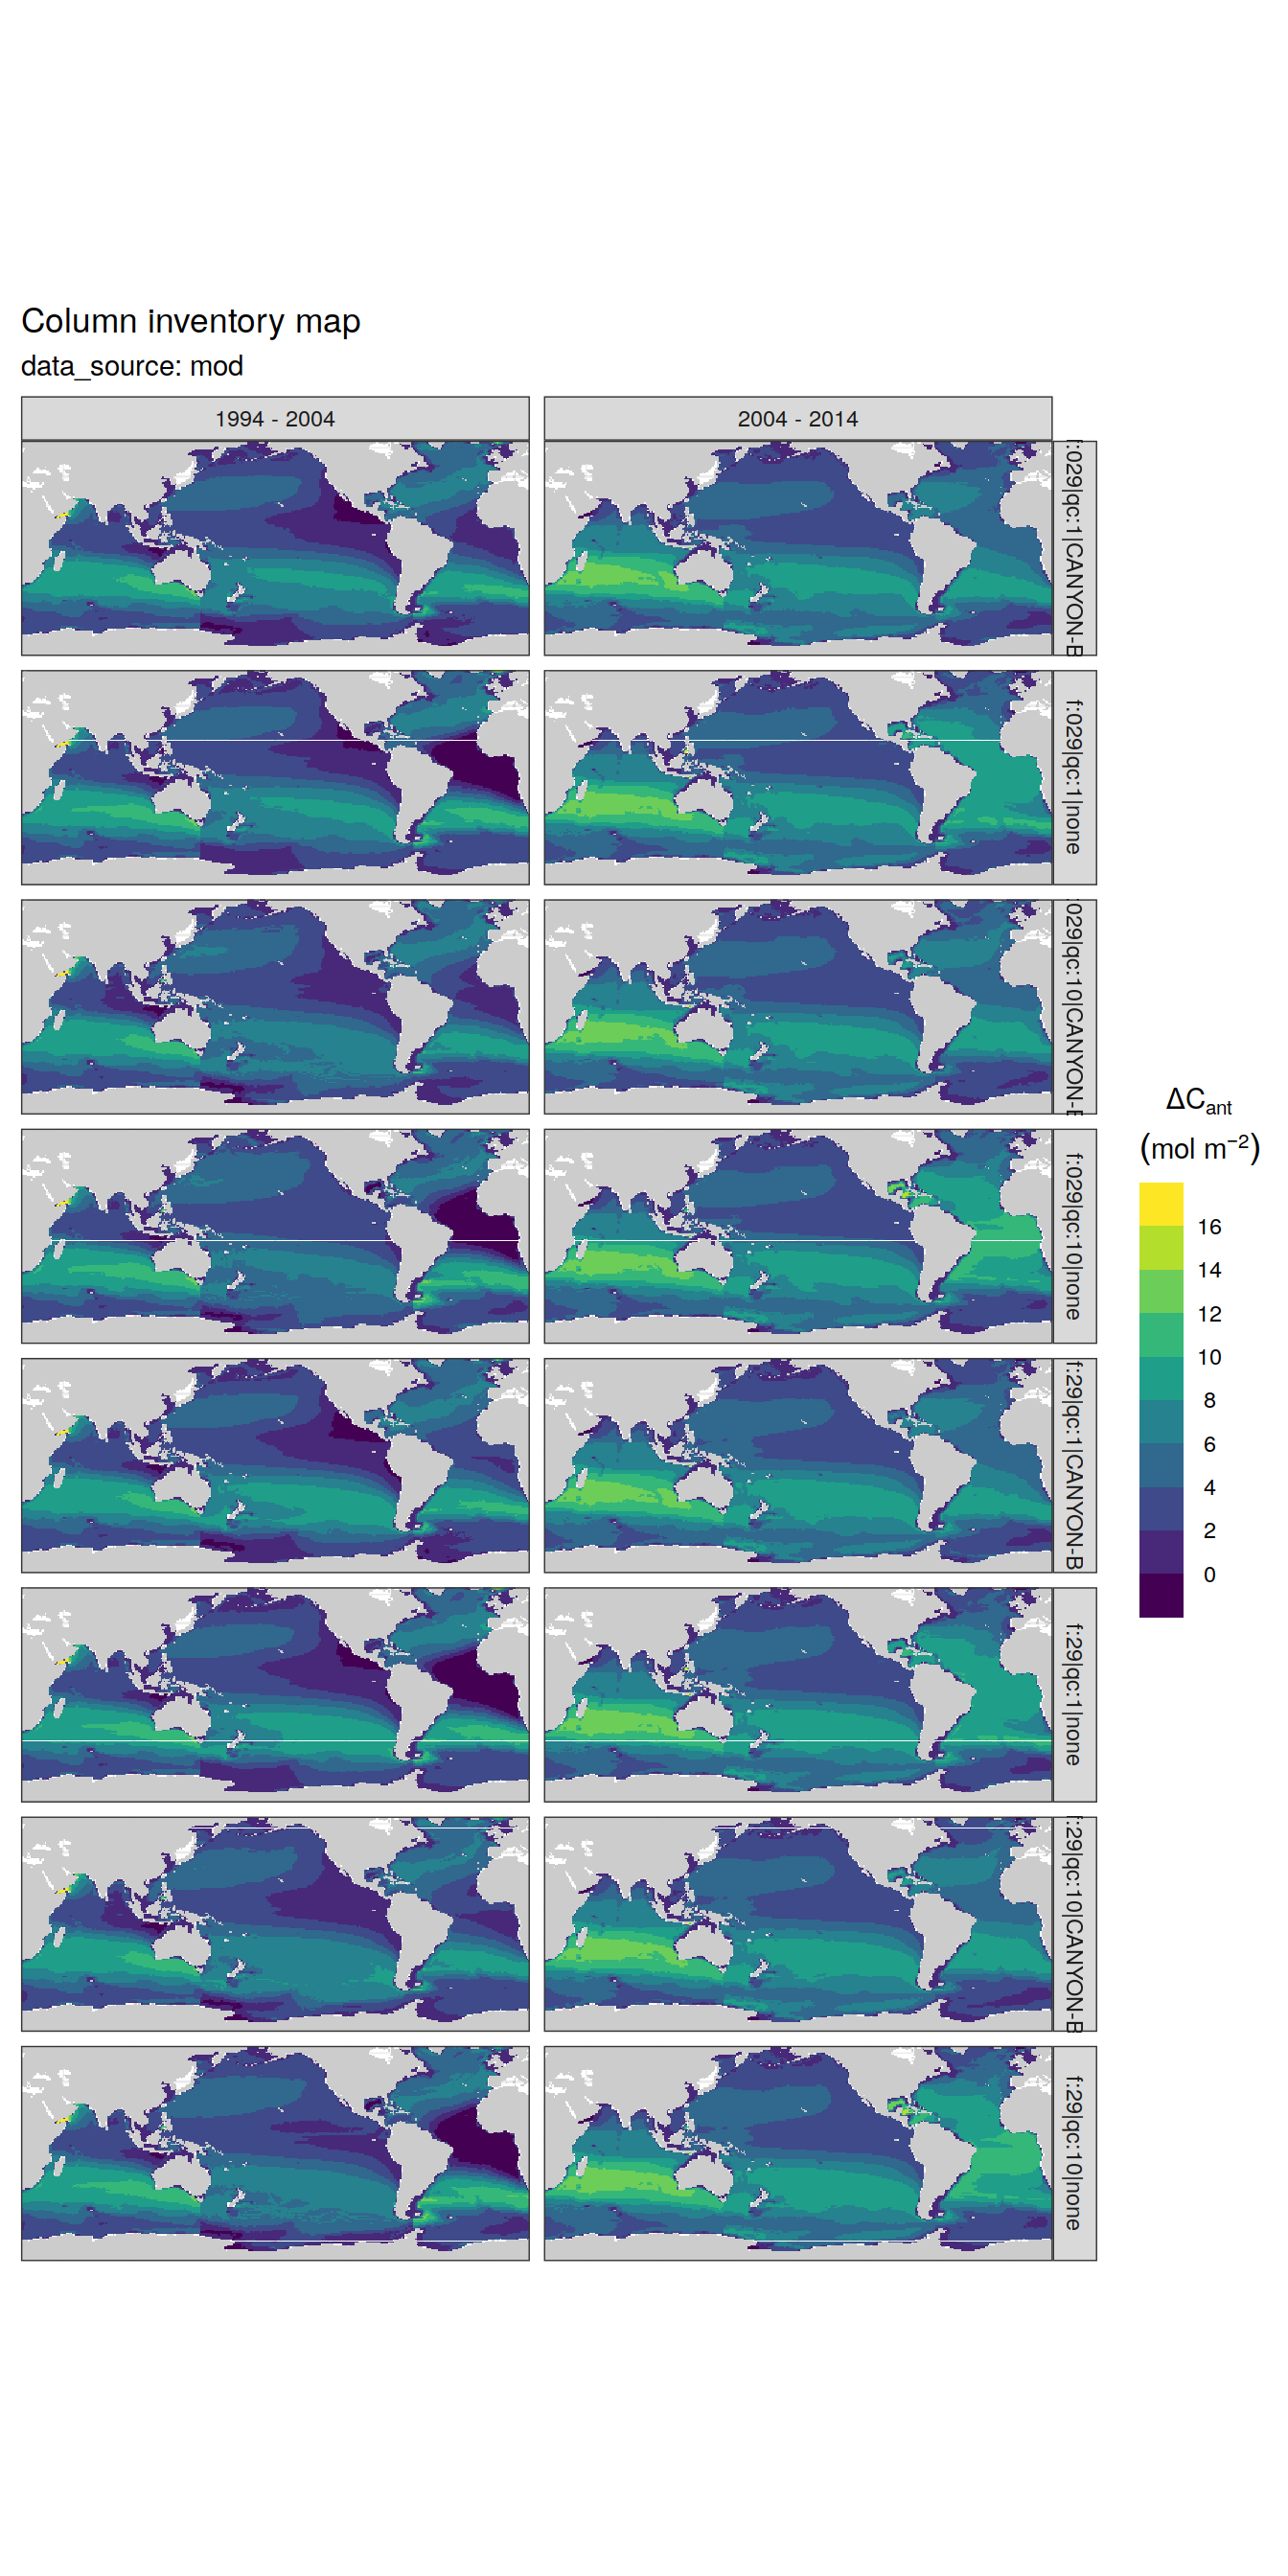 Column inventory map
data_source: mod
1994 - 2004
2004 - 2014
f:029|qc:1|CANYON-B
f:029|qc:1|none
029|qc:10|CANYON-B
f:029|qc:10|none
f:29|qc:1|CANYON-B
f:29|qc:1|none
f:29|qc:10|CANYON-B
f:29|qc:10|none
ΔCant
(mol m−2)
16
14
12
10
8
6
4
2
0